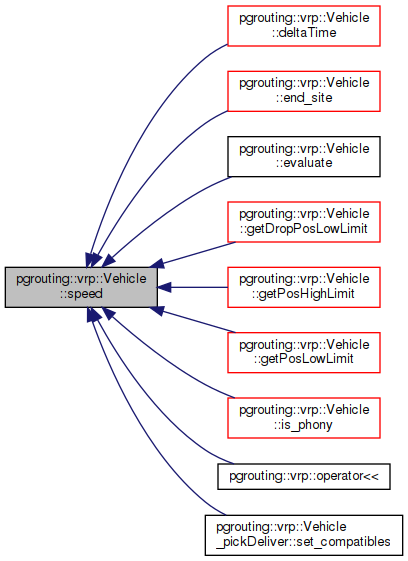 pgrouting::vrp::Vehicle
::deltaTime
pgrouting::vrp::Vehicle
::end_site
pgrouting::vrp::Vehicle
::evaluate
pgrouting::vrp::Vehicle
::getDropPosLowLimit
pgrouting::vrp::Vehicle
::speed
pgrouting::vrp::Vehicle
::getPosHighLimit
pgrouting::vrp::Vehicle
::getPosLowLimit
pgrouting::vrp::Vehicle
::is_phony
pgrouting::vrp::operator<<
pgrouting::vrp::Vehicle
_pickDeliver::set_compatibles